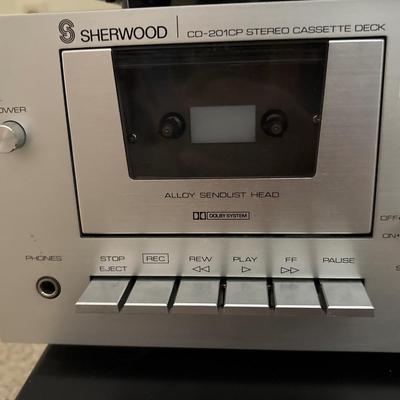 S SHERWOOD | CD-201CP STEREO CASSETTE DECK
ALLOY SENDUST HEAD
DOLBY SYSTEM
OFF
ON
PHONES
STOP
EJECT
REC
REW
PLAY
FF
PAUSE